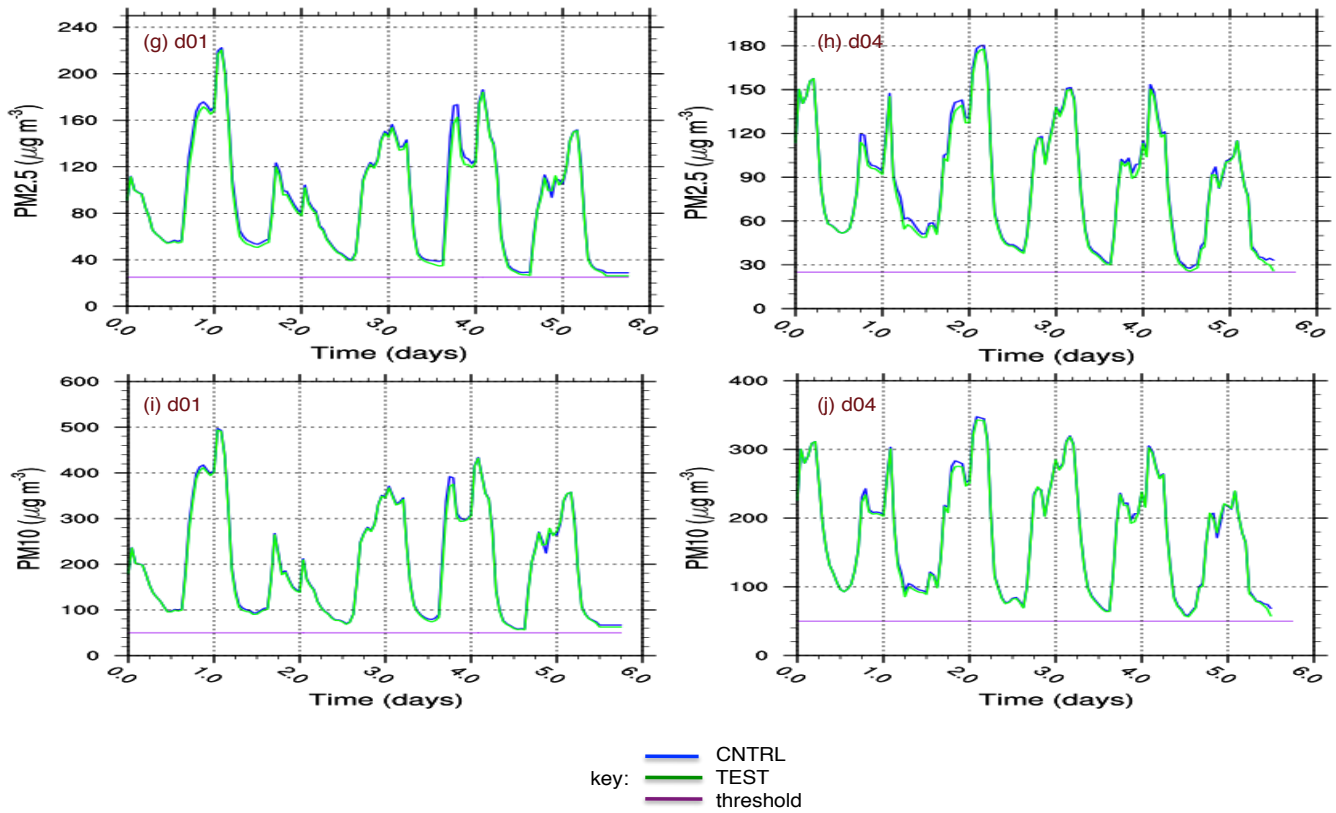 (g) d01
PM2.5 (µg m-3)
240
200
160
120
80
40
0
0.0 1.0 2.0 3.0 4.0 5.0 6.0
Time (days)
(h) d04
PM2.5 (µg m-3)
180
150
120
90
60
30
0
0.0 1.0 2.0 3.0 4.0 5.0 6.0
Time (days)
(i) d01
PM10 (µg m-3)
600
500
400
300
200
100
0
0.0 1.0 2.0 3.0 4.0 5.0 6.0
Time (days)
(j) d04
PM10 (µg m-3)
400
300
200
100
0
0.0 1.0 2.0 3.0 4.0 5.0 6.0
Time (days)
key:
CNTRL
TEST
threshold